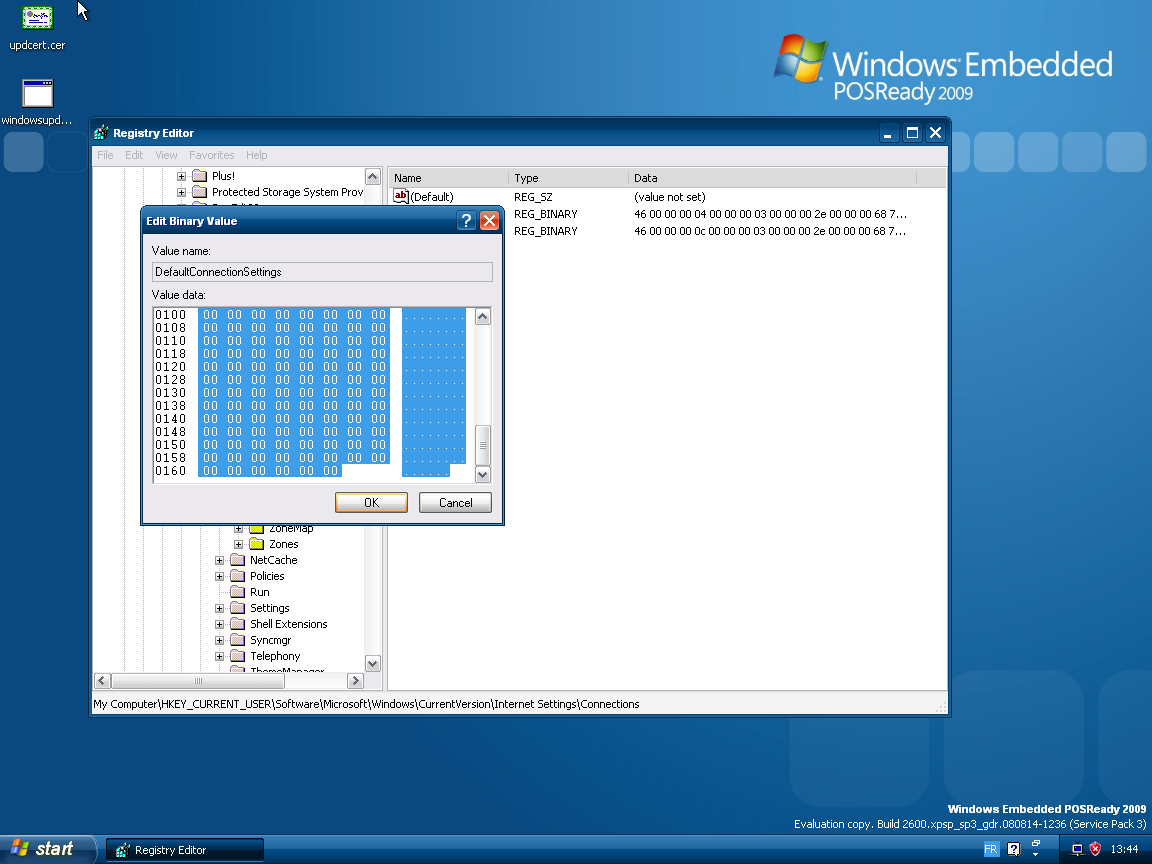 updcert.cer
windowsupd...
Windows Embedded
POSReady 2009
Registry Editor
File Edit View Favorites Help
Plus!
Protected Storage System Prov
Name Type Data
(Default) REG_SZ (value not set)
REG_BINARY 46 00 00 00 04 00 00 00 03 00 00 00 2e 00 00 00 68 7...
REG_BINARY 46 00 00 00 0c 00 00 00 03 00 00 00 2e 00 00 00 68 7...
Edit Binary Value
Value name:
DefaultConnectionSettings
Value data:
0100 00 00 00 00 00 00 00 00 ........
0108 00 00 00 00 00 00 00 00 ........
0110 00 00 00 00 00 00 00 00 ........
0118 00 00 00 00 00 00 00 00 ........
0120 00 00 00 00 00 00 00 00 ........
0128 00 00 00 00 00 00 00 00 ........
0130 00 00 00 00 00 00 00 00 ........
0138 00 00 00 00 00 00 00 00 ........
0140 00 00 00 00 00 00 00 00 ........
0148 00 00 00 00 00 00 00 00 ........
0150 00 00 00 00 00 00 00 00 ........
0158 00 00 00 00 00 00 00 00 ........
0160 00 00 00 00 00 00 ......
OK Cancel
ZoneMap
Zones
NetCache
Policies
Run
Settings
Shell Extensions
Syncmgr
Telephony
ThemeManager
My Computer\HKEY_CURRENT_USER\Software\Microsoft\Windows\CurrentVersion\Internet Settings\Connections
Windows Embedded POSReady 2009
Evaluation copy. Build 2600.xpsp_sp3_gdr.080814-1236 (Service Pack 3)
start Registry Editor FR 13:44